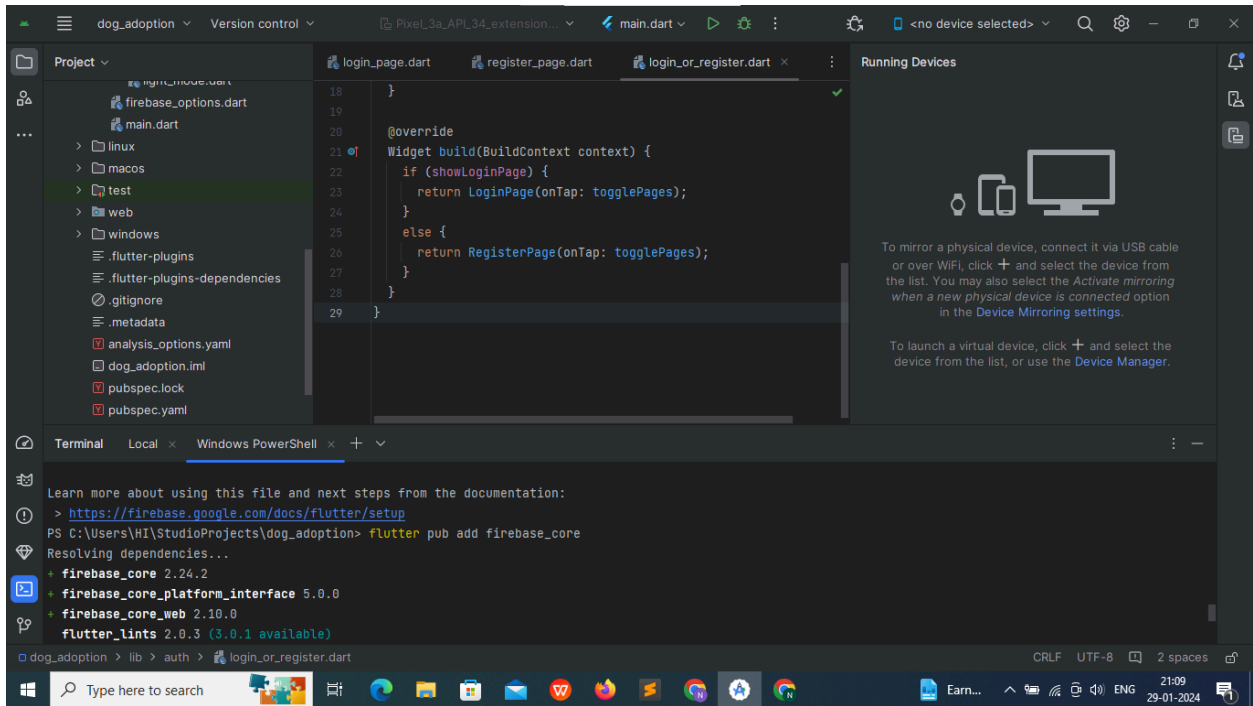 dog_adoption Version control Pixel_3a_API_34_extension... main.dart <no device selected>
Project
login_page.dart register_page.dart login_or_register.dart
Running Devices
light_mode.dart
firebase_options.dart
main.dart
linux
macos
test
web
windows
.flutter-plugins
.flutter-plugins-dependencies
.gitignore
.metadata
analysis_options.yaml
dog_adoption.iml
pubspec.lock
pubspec.yaml
18 }
19
20 @override
21 Widget build(BuildContext context) {
22 if (showLoginPage) {
23 return LoginPage(onTap: togglePages);
24 }
25 else {
26 return RegisterPage(onTap: togglePages);
27 }
28 }
29 }
To mirror a physical device, connect it via USB cable
or over WiFi, click + and select the device from
the list. You may also select the Activate mirroring
when a new physical device is connected option
in the Device Mirroring settings.
To launch a virtual device, click + and select the
device from the list, or use the Device Manager.
Terminal Local Windows PowerShell
Learn more about using this file and next steps from the documentation:
> https://firebase.google.com/docs/flutter/setup
PS C:\Users\HI\StudioProjects\dog_adoption> flutter pub add firebase_core
Resolving dependencies...
+ firebase_core 2.24.2
+ firebase_core_platform_interface 5.0.0
+ firebase_core_web 2.10.0
flutter_lints 2.0.3 (3.0.1 available)
dog_adoption > lib > auth > login_or_register.dart
CRLF UTF-8 2 spaces
Type here to search
Earn... ENG
21:09
29-01-2024
1